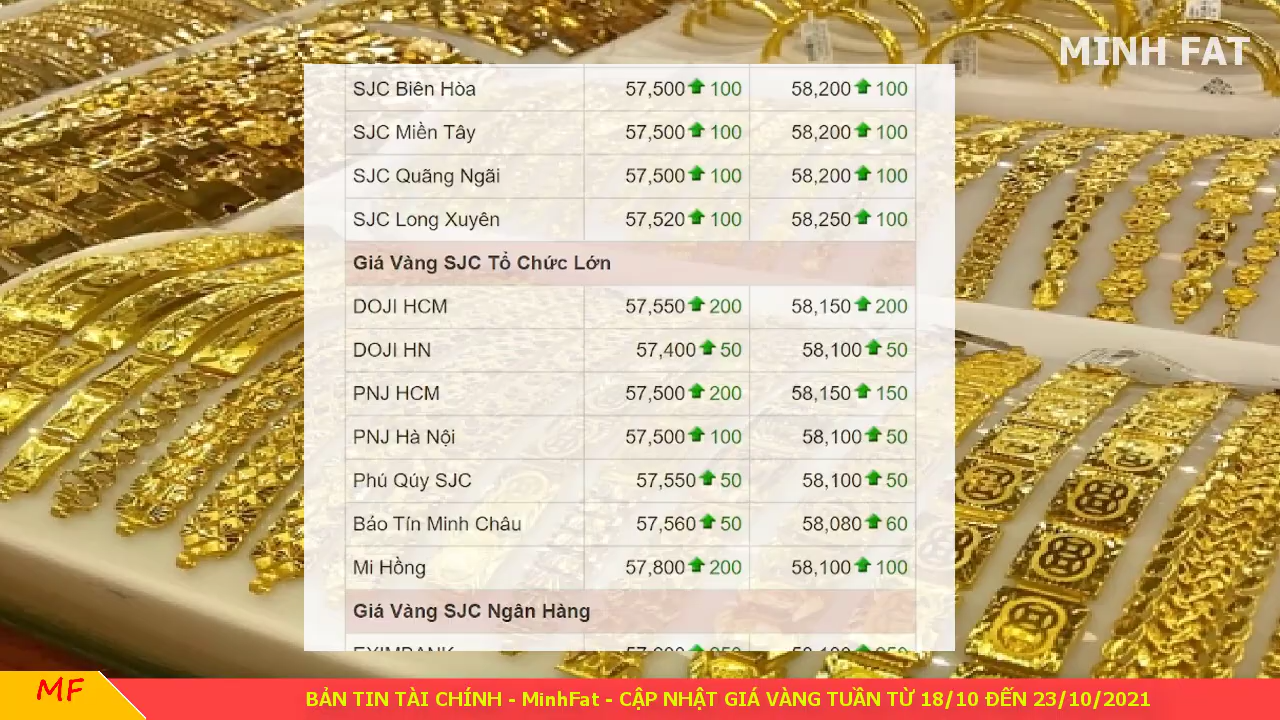 MINH FAT
SJC Biên Hòa 57,500 100 58,200 100
SJC Miền Tây 57,500 100 58,200 100
SJC Quãng Ngãi 57,500 100 58,200 100
SJC Long Xuyên 57,520 100 58,250 100
Giá Vàng SJC Tổ Chức Lớn
DOJI HCM 57,550 200 58,150 200
DOJI HN 57,400 50 58,100 50
PNJ HCM 57,500 200 58,150 150
PNJ Hà Nội 57,500 100 58,100 50
Phú Qúy SJC 57,550 50 58,100 50
Bảo Tín Minh Châu 57,560 50 58,080 60
Mi Hồng 57,800 200 58,100 100
Giá Vàng SJC Ngân Hàng
EXIMBANK
MF
BẢN TIN TÀI CHÍNH - MinhFat - CẬP NHẬT GIÁ VÀNG TUẦN TỪ 18/10 ĐẾN 23/10/2021